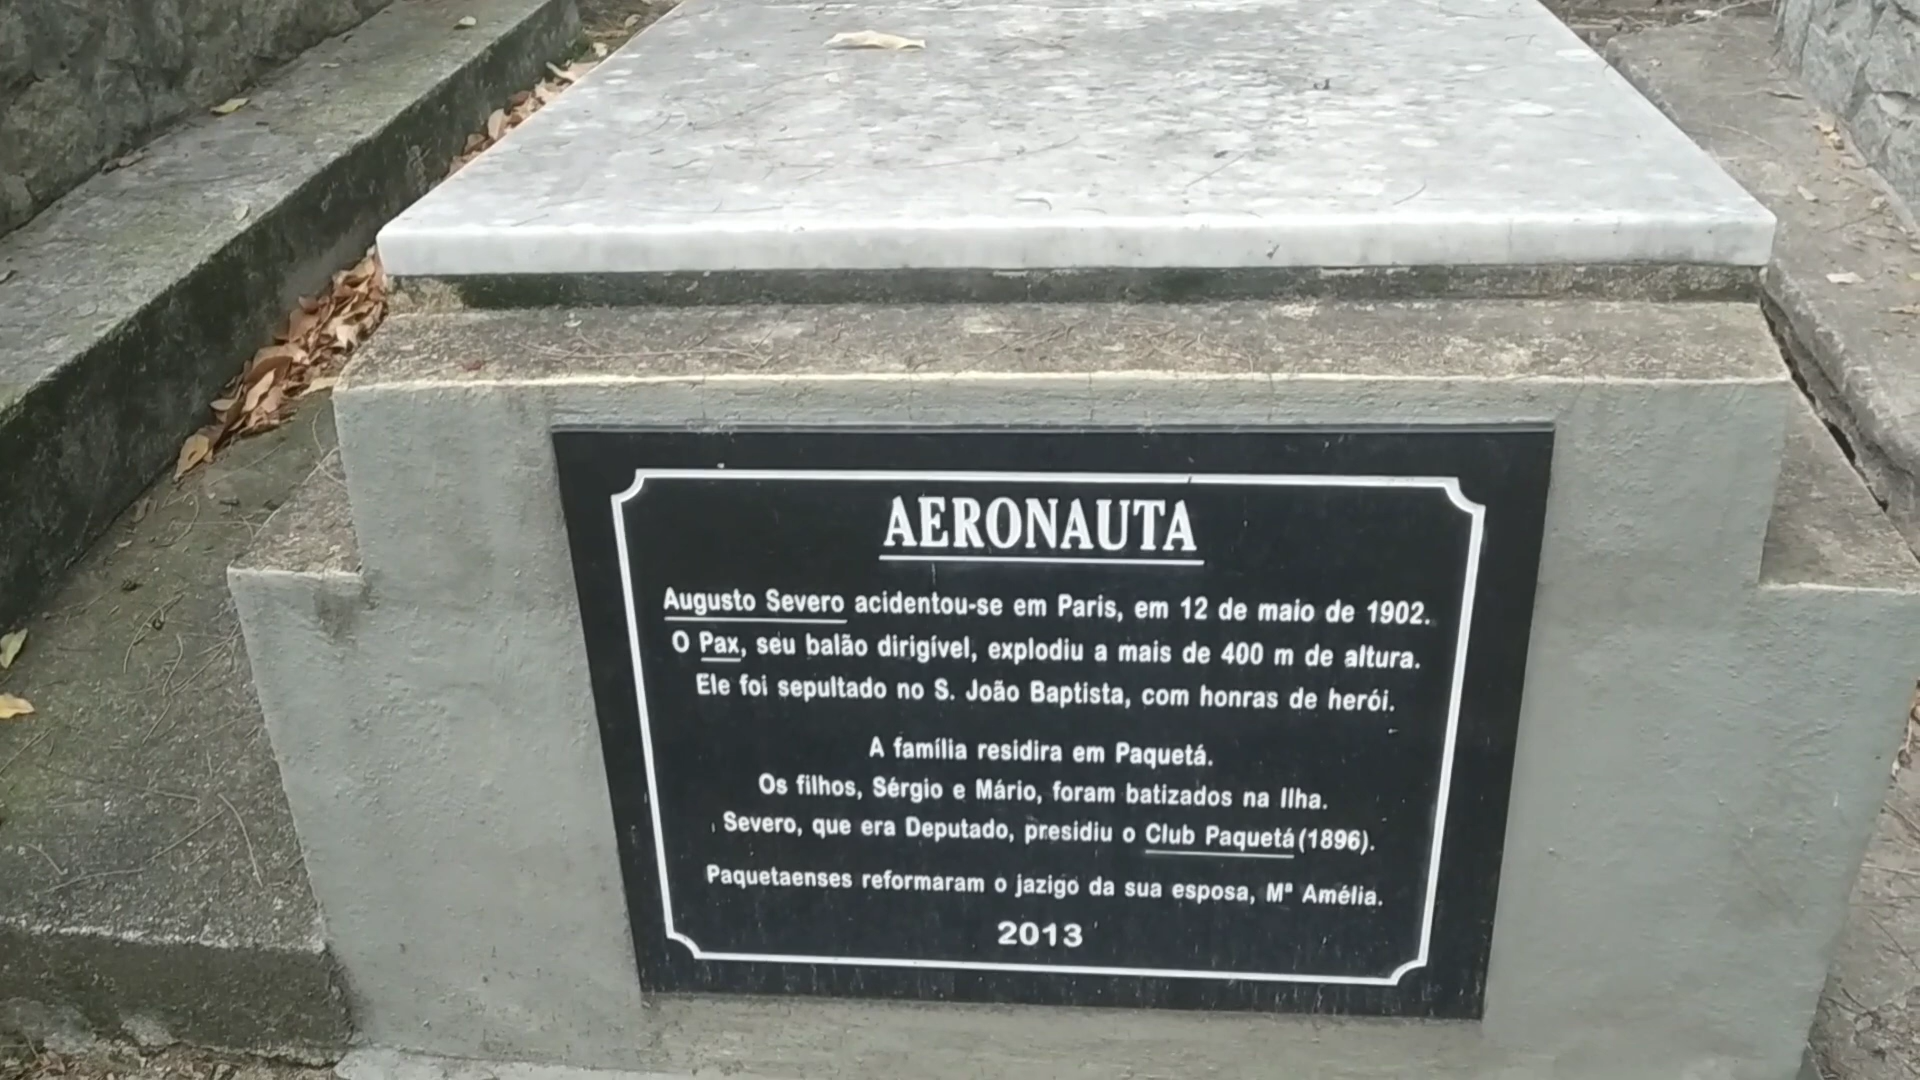 AERONAUTA
Augusto Severo acidentou-se em Paris, em 12 de maio de 1902.
O Pax, seu balão dirigível, explodiu a mais de 400 m de altura.
Ele foi sepultado no S. João Baptista, com honras de herói.
A família residira em Paquetá.
Os filhos, Sérgio e Mário, foram batizados na Ilha.
Severo, que era Deputado, presidiu o Club Paquetá (1896).
Paquetaenses reformaram o jazigo da sua esposa, Mª Amélia.
2013